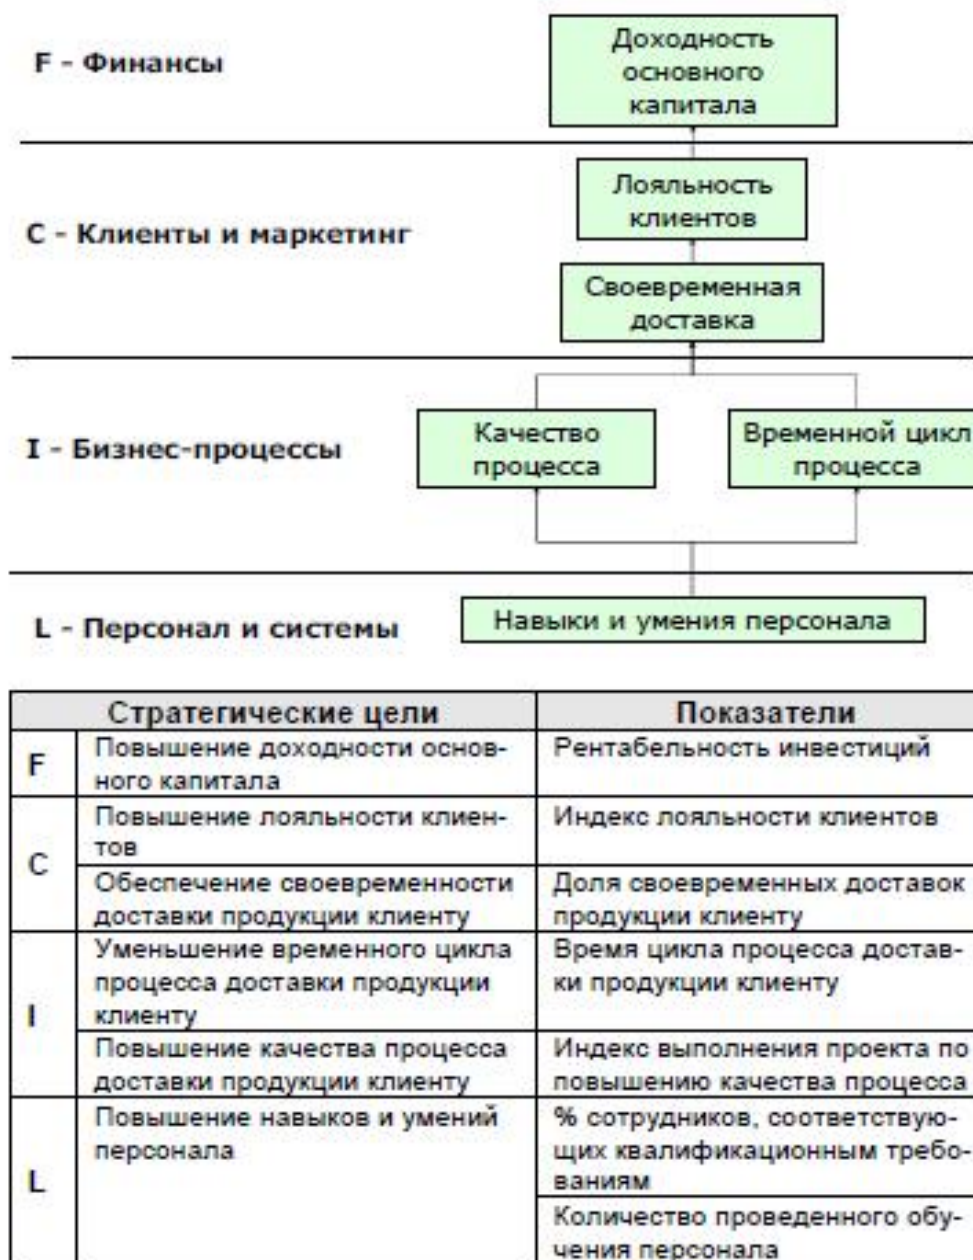 F - Финансы
Доходность
основного
капитала
C - Клиенты и маркетинг
Лояльность
клиентов
Своевременная
доставка
I - Бизнес-процессы
Качество
процесса
Временной цикл
процесса
L - Персонал и системы
Навыки и умения персонала
Стратегические цели
Показатели
F
Повышение доходности основ-
ного капитала
Рентабельность инвестиций
C
Повышение лояльности клиен-
тов
Индекс лояльности клиентов
Обеспечение своевременности
доставки продукции клиенту
Доля своевременных доставок
продукции клиенту
I
Уменьшение временного цикла
процесса доставки продукции
клиенту
Время цикла процесса достав-
ки продукции клиенту
Повышение качества процесса
доставки продукции клиенту
Индекс выполнения проекта по
повышению качества процесса
L
Повышение навыков и умений
персонала
% сотрудников, соответствую-
щих квалификационным требо-
ваниям
Количество проведенного обу-
чения персонала